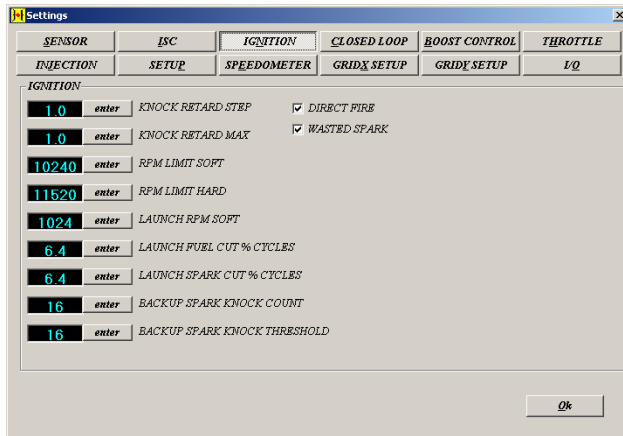 Settings
SENSOR ISC IGNITION CLOSED LOOP BOOST CONTROL THROTTLE
INJECTION SETUP SPEEDOMETER GRIDX SETUP GRIDY SETUP I/O
IGNITION
1.0 enter KNOCK RETARD STEP DIRECT FIRE
1.0 enter KNOCK RETARD MAX WASTED SPARK
10240 enter RPM LIMIT SOFT
11520 enter RPM LIMIT HARD
1024 enter LAUNCH RPM SOFT
6.4 enter LAUNCH FUEL CUT % CYCLES
6.4 enter LAUNCH SPARK CUT % CYCLES
16 enter BACKUP SPARK KNOCK COUNT
16 enter BACKUP SPARK KNOCK THRESHOLD
Ok